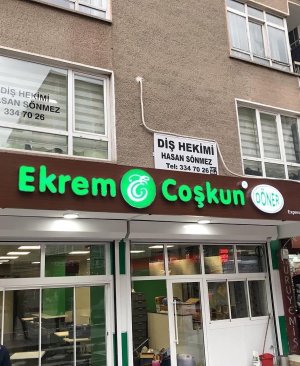 DİŞ HEKİMİ
HASAN SÖNMEZ
334 70 26
DİŞ HEKİMİ
HASAN SÖNMEZ
Tel: 334 70 26
Ekrem & Coşkun
DÖNER